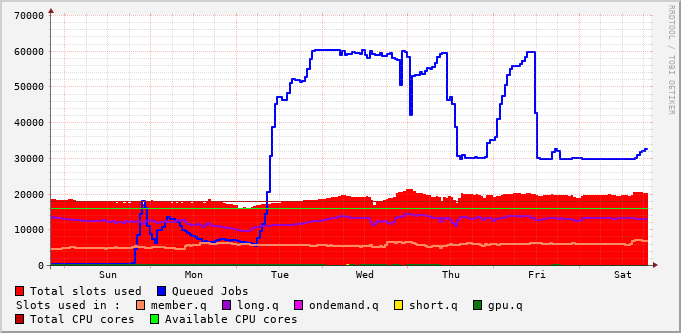 70000
60000
50000
40000
30000
20000
10000
0
Sun Mon Tue Wed Thu Fri Sat
Total slots used Queued Jobs
Slots used in : member.q long.q ondemand.q short.q gpu.q
Total CPU cores Available CPU cores
RRDTOOL / TOBI OETIKER